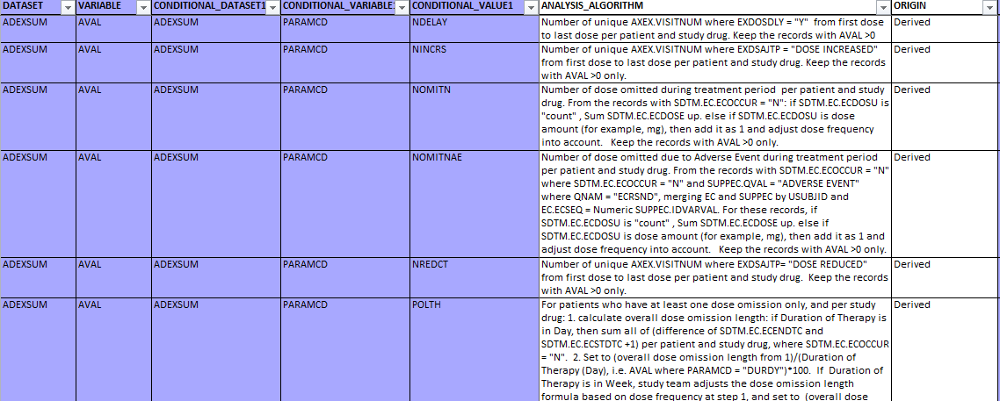 DATASET VARIABLE CONDITIONAL_DATASET1 CONDITIONAL_VARIABLE CONDITIONAL_VALUE1 ANALYSIS_ALGORITHM ORIGIN
ADEXSUM AVAL ADEXSUM PARAMCD NDELAY Number of unique AXEX.VISITNUM where EXDOSDLY = "Y" from first dose Derived
to last dose per patient and study drug. Keep the records with AVAL >0
ADEXSUM AVAL ADEXSUM PARAMCD NINCRS Number of unique AXEX.VISITNUM where EXDSAJTP = "DOSE INCREASED" Derived
from first dose to last dose per patient and study drug. Keep the records
with AVAL >0 only.
ADEXSUM AVAL ADEXSUM PARAMCD NOMITN Number of dose omitted during treatment period per patient and study Derived
drug. From the records with SDTM.EC.ECOCCUR = "N": if SDTM.EC.ECDOSU is
"count" , Sum SDTM.EC.ECDOSE up. else if SDTM.EC.ECDOSU is dose
amount (for example, mg), then add it as 1 and adjust dose frequency
into account. Keep the records with AVAL >0 only.
ADEXSUM AVAL ADEXSUM PARAMCD NOMITNAE Number of dose omitted due to Adverse Event during treatment period Derived
per patient and study drug. From the records with SDTM.EC.ECOCCUR = "N"
where SDTM.EC.ECOCCUR = "N" and SUPPEC.QVAL = "ADVERSE EVENT"
where QNAM = "ECRSND", merging EC and SUPPEC by USUBJID and
EC.ECSEQ = Numeric SUPPEC.IDVARVAL. For these records, if
SDTM.EC.ECDOSU is "count" , Sum SDTM.EC.ECDOSE up. else if
SDTM.EC.ECDOSU is dose amount (for example, mg), then add it as 1 and
adjust dose frequency into account. Keep the records with AVAL >0 only.
ADEXSUM AVAL ADEXSUM PARAMCD NREDCT Number of unique AXEX.VISITNUM where EXDSAJTP= "DOSE REDUCED" Derived
from first dose to last dose per patient and study drug. Keep the records
with AVAL >0 only.
ADEXSUM AVAL ADEXSUM PARAMCD POLTH For patients who have at least one dose omission only, and per study Derived
drug: 1. calculate overall dose omission length: if Duration of Therapy is
in Day, then sum all of (difference of SDTM.EC.ECENDTC and
SDTM.EC.ECSTDTC +1) per patient and study drug, where SDTM.EC.ECOCCUR
= "N". 2. Set to (overall dose omission length from 1)/(Duration of
Therapy (Day), i.e. AVAL where PARAMCD = "DURDY")*100. If Duration of
Therapy is in Week, study team adjusts the dose omission length
formula based on dose frequency at step 1, and set to (overall dose